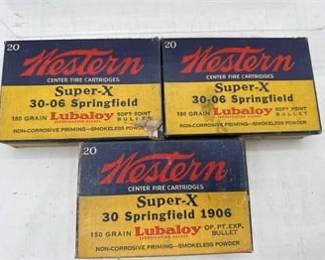 20
Western
CENTER FIRE CARTRIDGES
Super-X
30-06 Springfield
180 GRAIN Lubaloy SOFT POINT BULLET
NON-CORROSIVE PRIMING—SMOKELESS POWDER
20
Western
CENTER FIRE CARTRIDGES
Super-X
30-06 Springfield
180 GRAIN Lubaloy SOFT POINT BULLET
NON-CORROSIVE PRIMING—SMOKELESS POWDER
20
Western
CENTER FIRE CARTRIDGES
Super-X
30 Springfield 1906
150 GRAIN Lubaloy OP. PT. EXP. BULLET
NON-CORROSIVE PRIMING—SMOKELESS POWDER